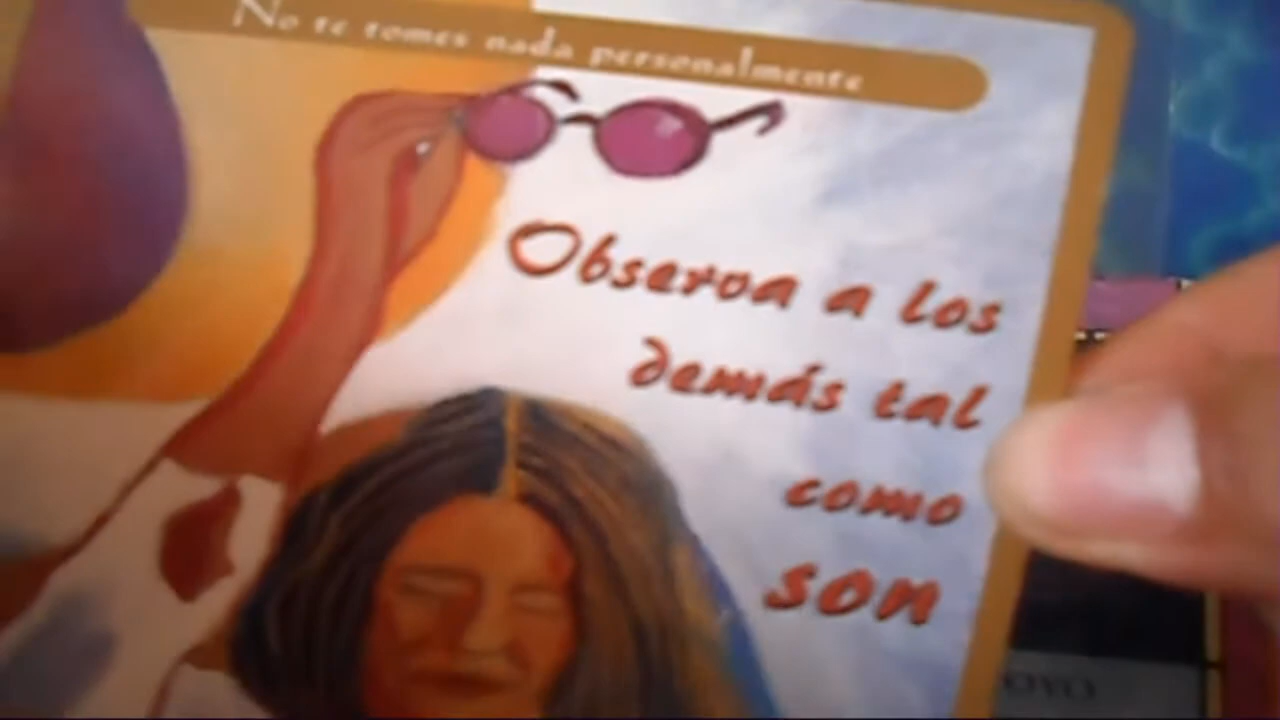 No te tomes nada personalmente
Observa a los
demás tal
como
son